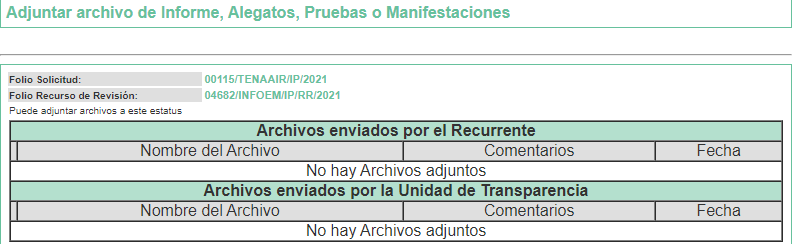 Adjuntar archivo de Informe, Alegatos, Pruebas o Manifestaciones
Folio Solicitud: 00115/TENAAIR/IP/2021
Folio Recurso de Revisión: 04682/INFOEM/IP/RR/2021
Puede adjuntar archivos a este estatus
Archivos enviados por el Recurrente
Nombre del Archivo Comentarios Fecha
No hay Archivos adjuntos
Archivos enviados por la Unidad de Transparencia
Nombre del Archivo Comentarios Fecha
No hay Archivos adjuntos